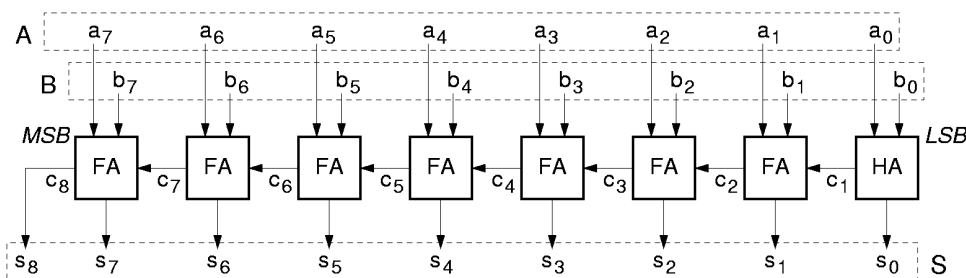 A a7 a6 a5 a4 a3 a2 a1 a0
B b7 b6 b5 b4 b3 b2 b1 b0
MSB LSB
FA FA FA FA FA FA FA HA
c8 c7 c6 c5 c4 c3 c2 c1
s8 s7 s6 s5 s4 s3 s2 s1 s0 S